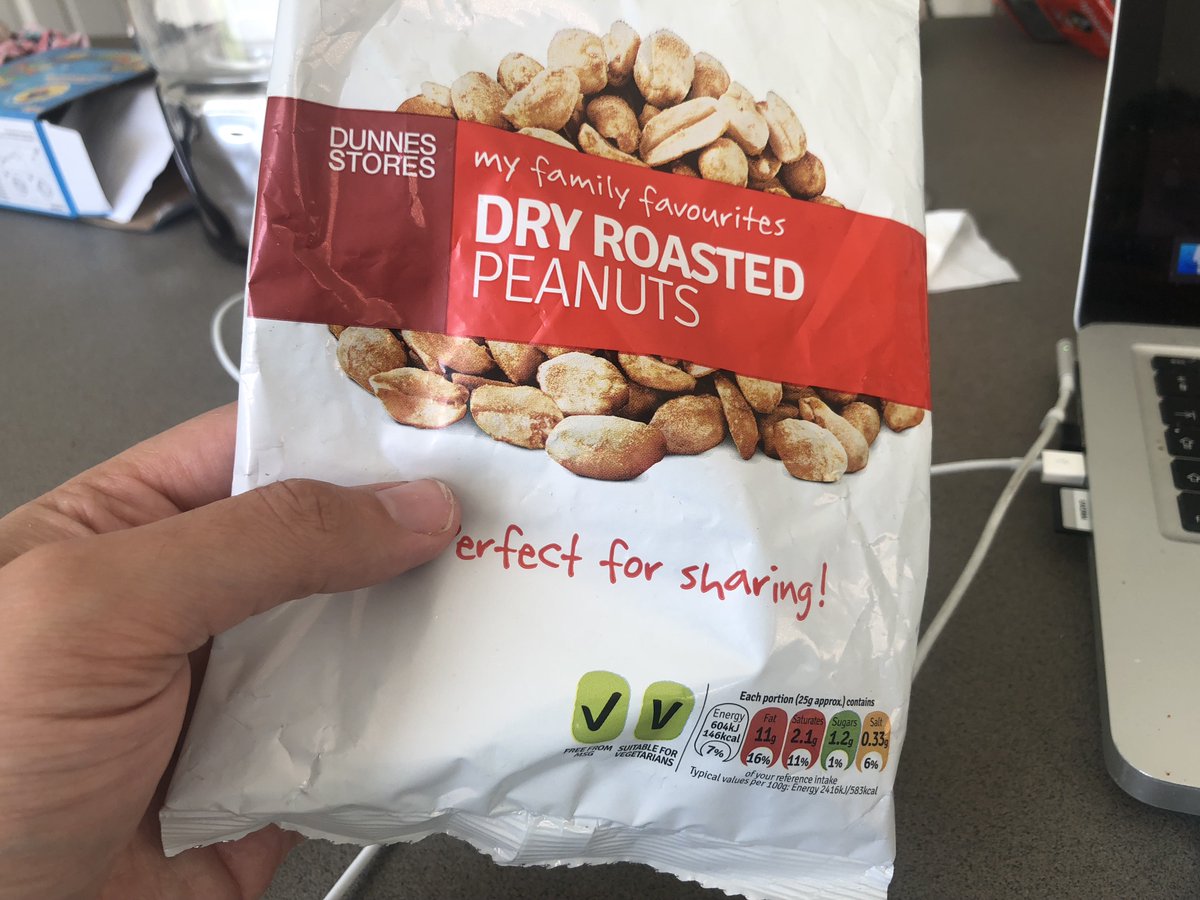 DUNNES
STORES
my family favourites
DRY ROASTED
PEANUTS
erfect for sharing!
FREE FROM
MSG
SUITABLE FOR
VEGETARIANS
V
Each portion (25g approx.) contains
Energy
604kJ
146kcal
7%
Fat
11g
16%
Saturates
2.1g
11%
Sugars
1.2g
1%
Salt
0.33g
6%
of your reference intake
Typical values per 100g: Energy 2416kJ/583kcal